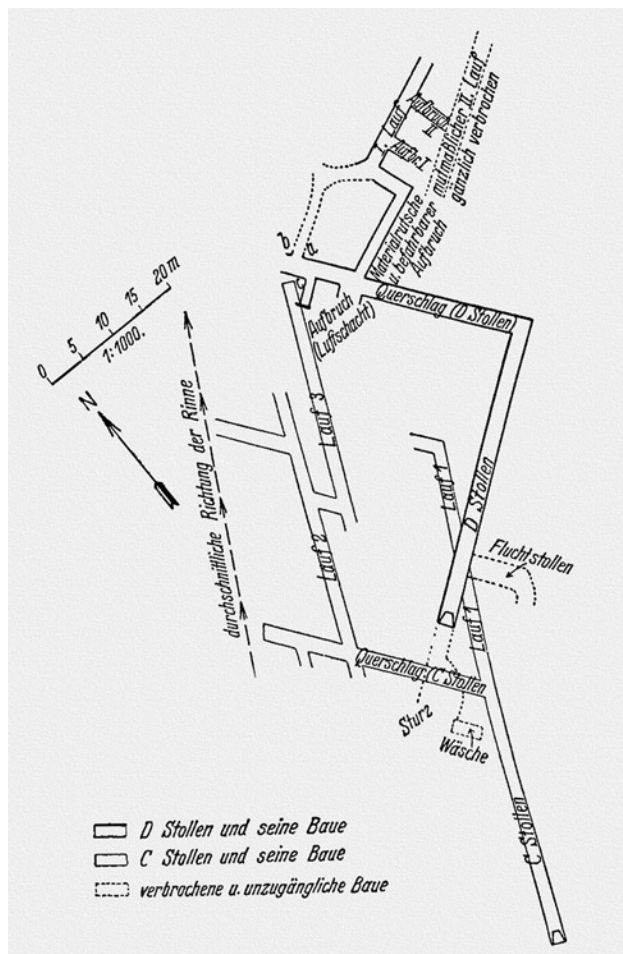 mutmaßlicher II. Lauf
gänzlich verbrochen
Lauf
Aufbruch
II
Aufbr. I
b
a
Materialrutsche
u. befahrbarer
Aufbruch
Querschlag (D Stollen)
Aufbruch
(Luftschacht)
0 5 10 15 20 m
1:1000.
N
durchschnittliche Richtung der Rinne
Lauf 3
Lauf 2
Lauf 1
D Stollen
Fluchtstollen
Lauf 1
Querschlag (C Stollen
Sturz
Wäsche
C Stollen
D Stollen und seine Baue
C Stollen und seine Baue
verbrochene u. unzugängliche Baue